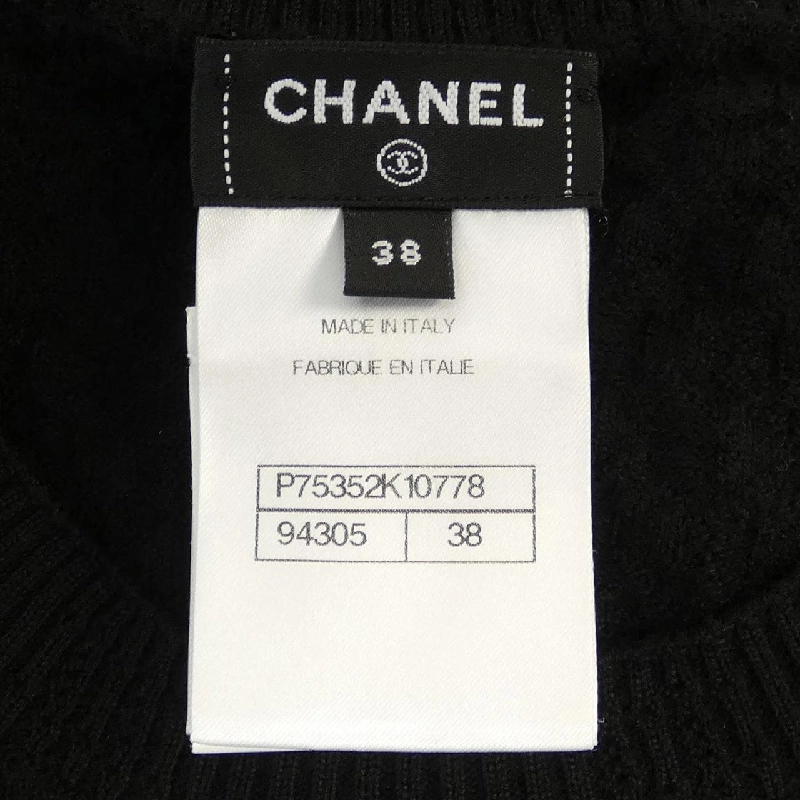 CHANEL
38
MADE IN ITALY
FABRIQUE EN ITALIE
P75352K10778
94305 38